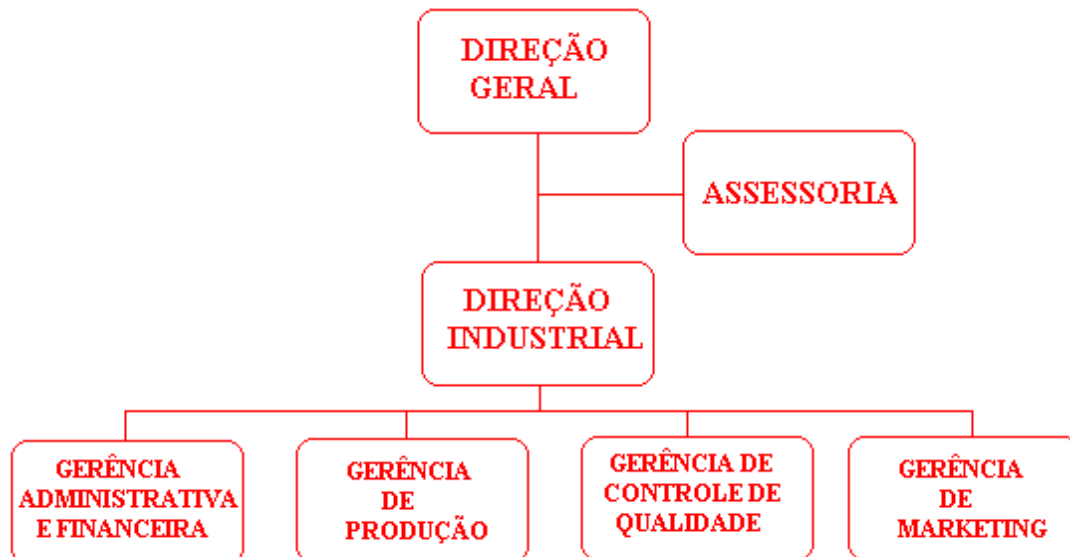 DIREÇÃO
GERAL
ASSESSORIA
DIREÇÃO
INDUSTRIAL
GERÊNCIA
ADMINISTRATIVA
E FINANCEIRA
GERÊNCIA
DE
PRODUÇÃO
GERÊNCIA DE
CONTROLE DE
QUALIDADE
GERÊNCIA
DE
MARKETING